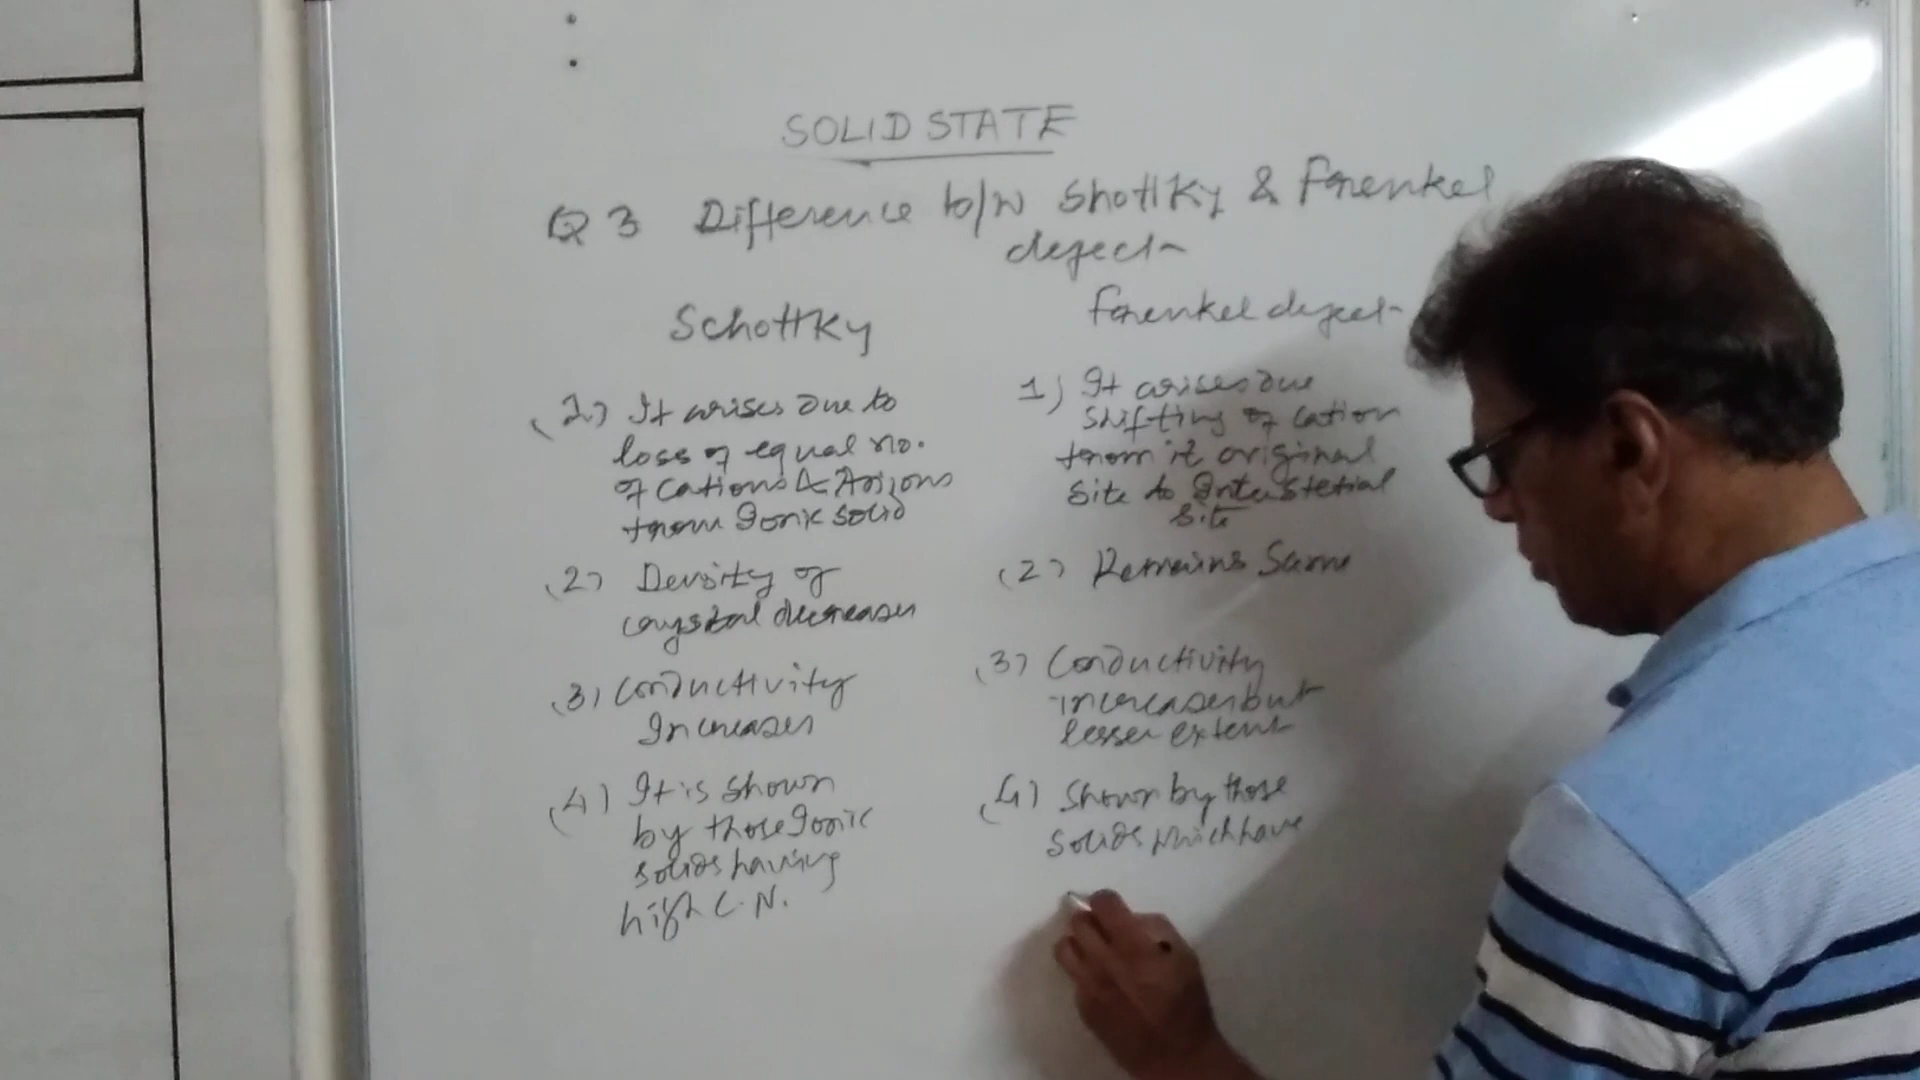 SOLID STATE
Q 3 Difference b/w Shottky & Frenkel
defect
Schottky
Frenkel defect
(1) It arises due to
loss of equal no.
of cations & Anions
from Ionic solid
(2) Density of
crystal decreases
(3) Conductivity
Increases
(4) It is shown
by those Ionic
solids having
high C.N.
1) It arises due
shifting of cation
from it original
site to Interstetial
site
(2) Remains Same
(3) Conductivity
increases but
lesser extent
(4) Shown by those
solids which have